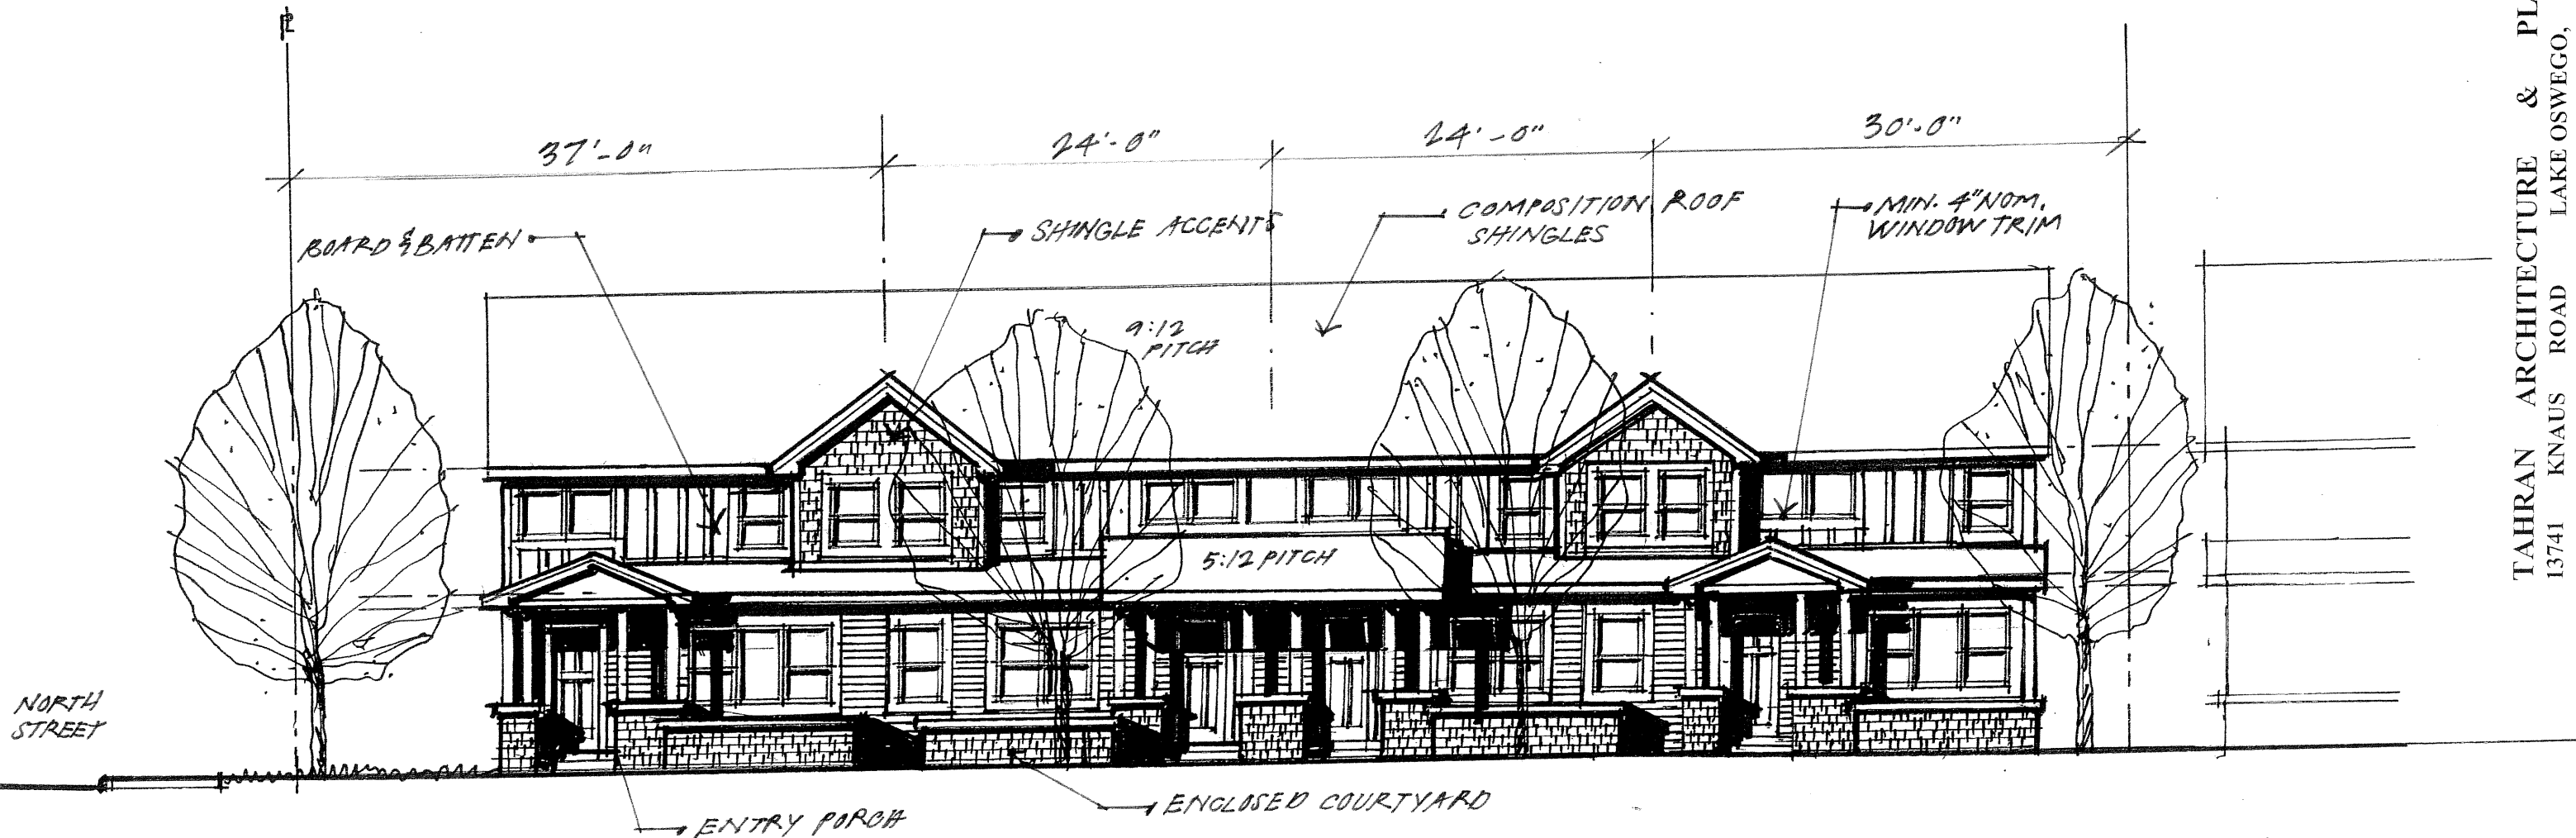 PL
37'-0"
24'-0"
24'-0"
30'-0"
BOARD & BATTEN
SHINGLE ACCENTS
COMPOSITION ROOF
SHINGLES
MIN. 4" NOM.
WINDOW TRIM
9:12
PITCH
5:12 PITCH
NORTH
STREET
ENTRY PORCH
ENCLOSED COURTYARD
TAHRAN ARCHITECTURE & PL
13741 KNAUS ROAD LAKE OSWEGO,